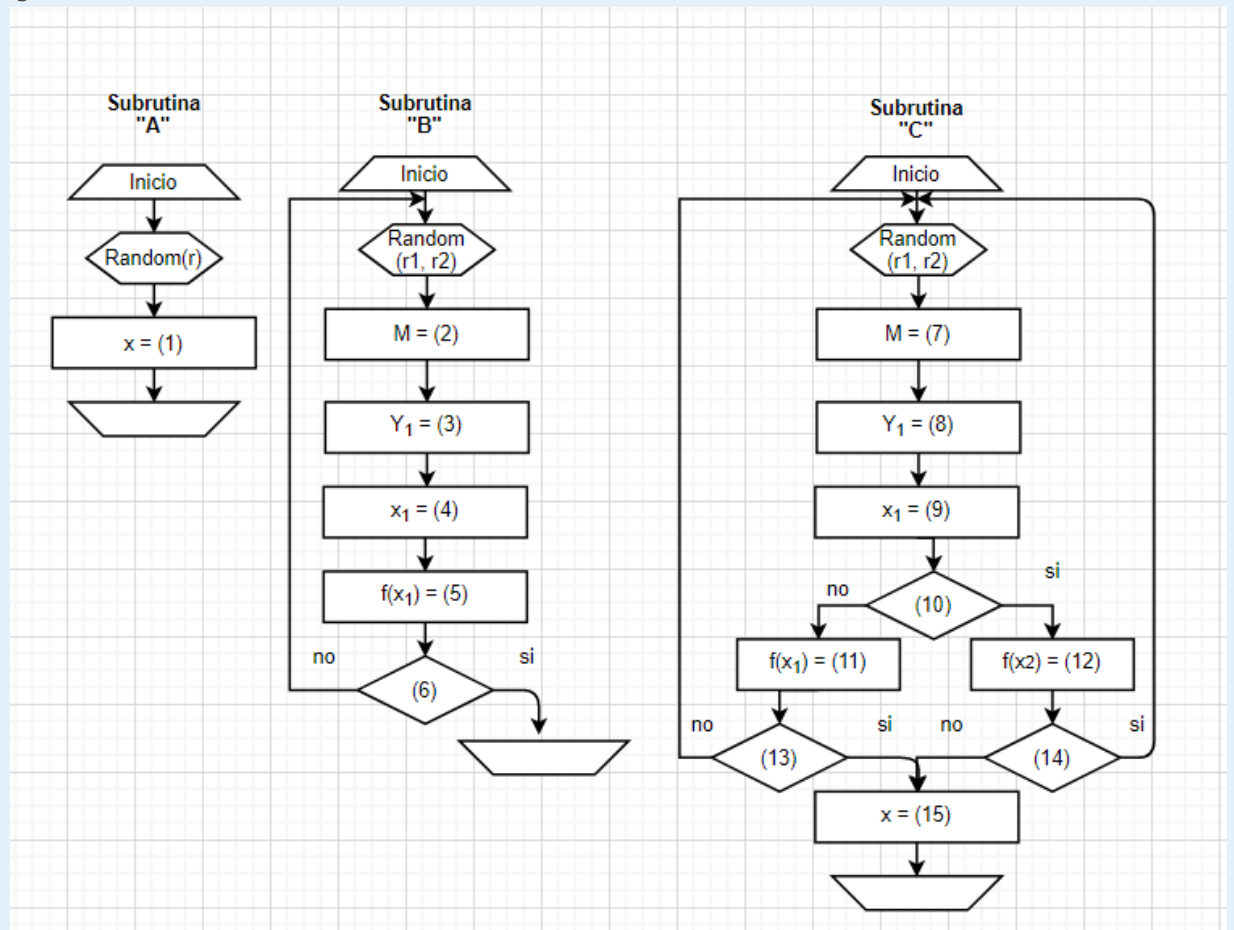 Subrutina
"A"
Inicio
Random(r)
x = (1)
Subrutina
"B"
Inicio
Random
(r1, r2)
M = (2)
Y1 = (3)
x1 = (4)
f(x1) = (5)
no
si
(6)
Subrutina
"C"
Inicio
Random
(r1, r2)
M = (7)
Y1 = (8)
x1 = (9)
no
si
(10)
f(x1) = (11)
f(x2) = (12)
no
si
no
si
(13)
(14)
x = (15)